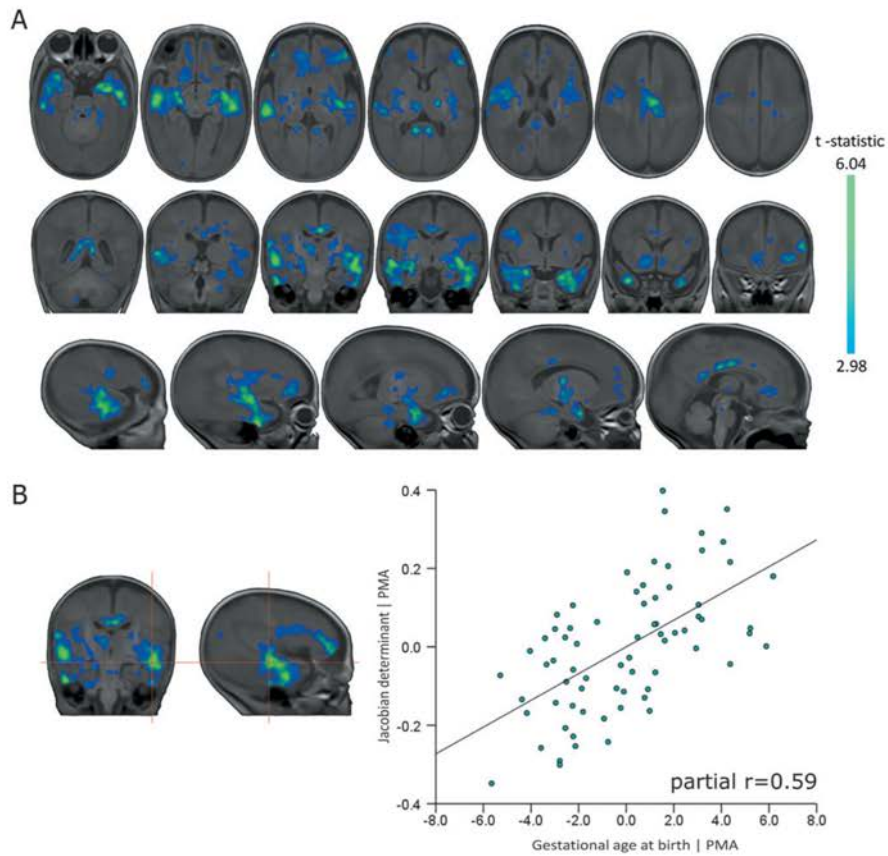 A
t -statistic
6.04
2.98
B
0.4
0.2
0.0
-0.2
-0.4
Jacobian determinant | PMA
partial r=0.59
-8.0 -6.0 -4.0 -2.0 0.0 2.0 4.0 6.0 8.0
Gestational age at birth | PMA